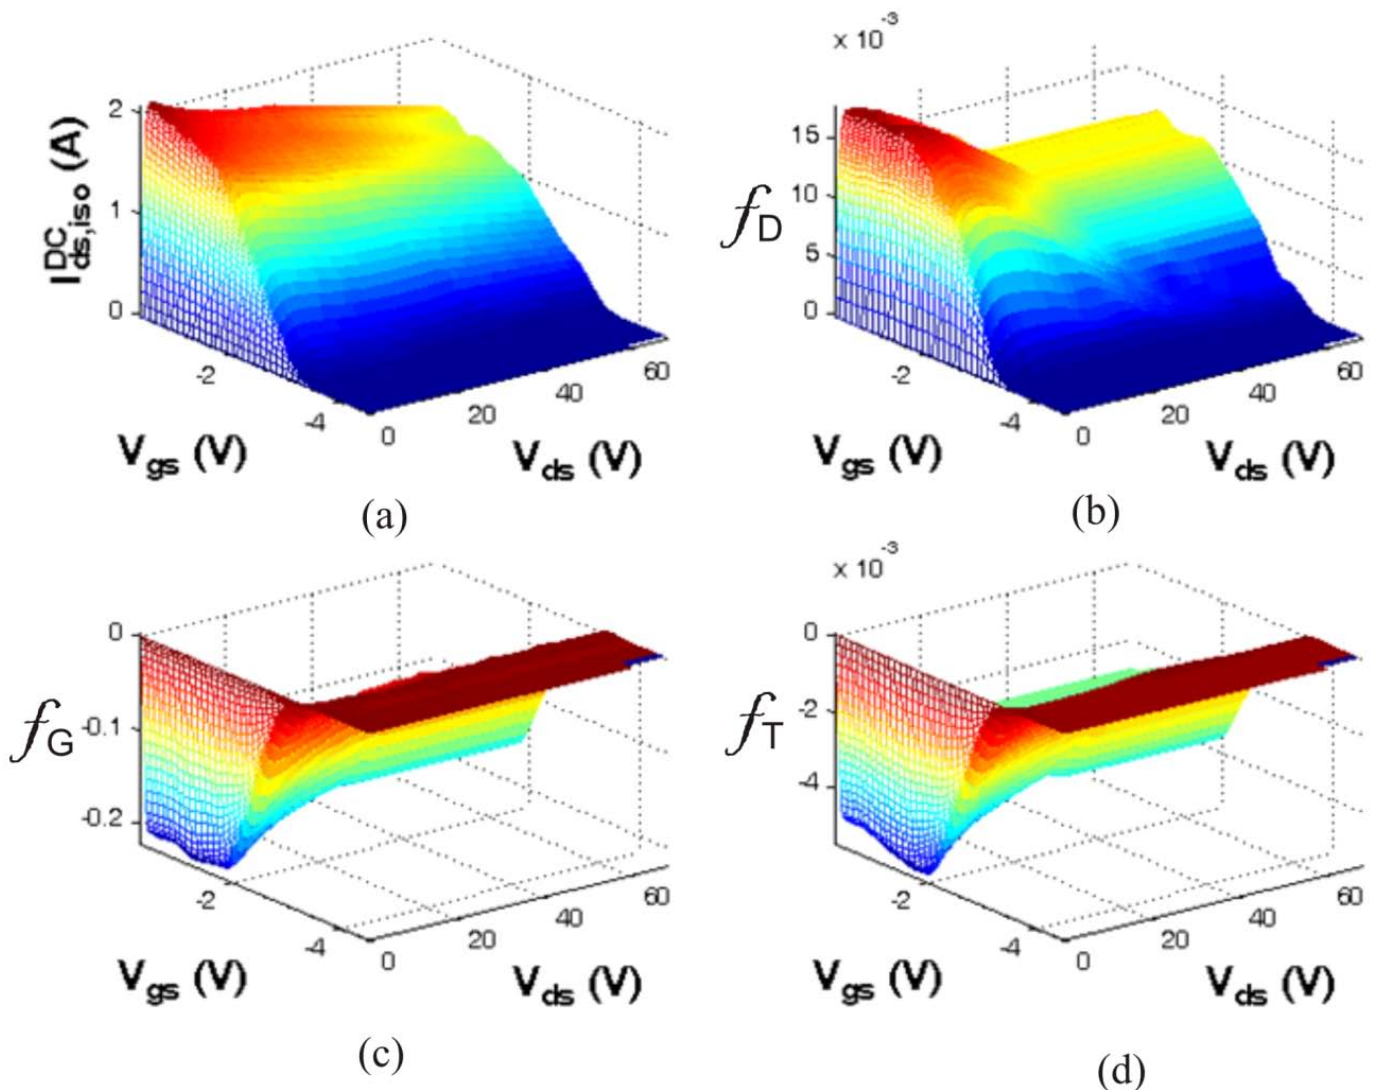 x 10^-3
2
1
0
I^DC_ds,iso (A)
-2
-4
0
20
40
60
V_gs (V)
V_ds (V)
(a)
15
10
5
0
f_D
-2
-4
0
20
40
60
V_gs (V)
V_ds (V)
(b)
0
-0.1
-0.2
f_G
-2
-4
0
20
40
60
V_gs (V)
V_ds (V)
(c)
x 10^-3
0
-2
-4
f_T
-2
-4
0
20
40
60
V_gs (V)
V_ds (V)
(d)